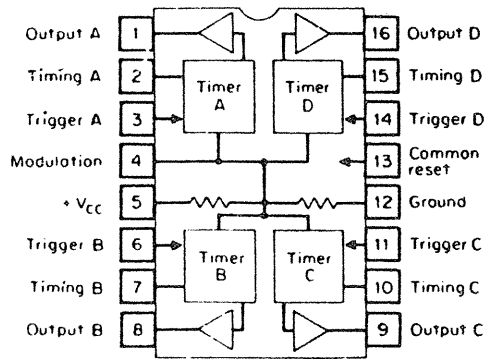 Output A 1 16 Output D
Timing A 2 15 Timing D
Timer A
Timer D
Trigger A 3 14 Trigger D
Modulation 4 13 Common reset
+ VCC 5 12 Ground
Trigger B 6 11 Trigger C
Timer B
Timer C
Timing B 7 10 Timing C
Output B 8 9 Output C